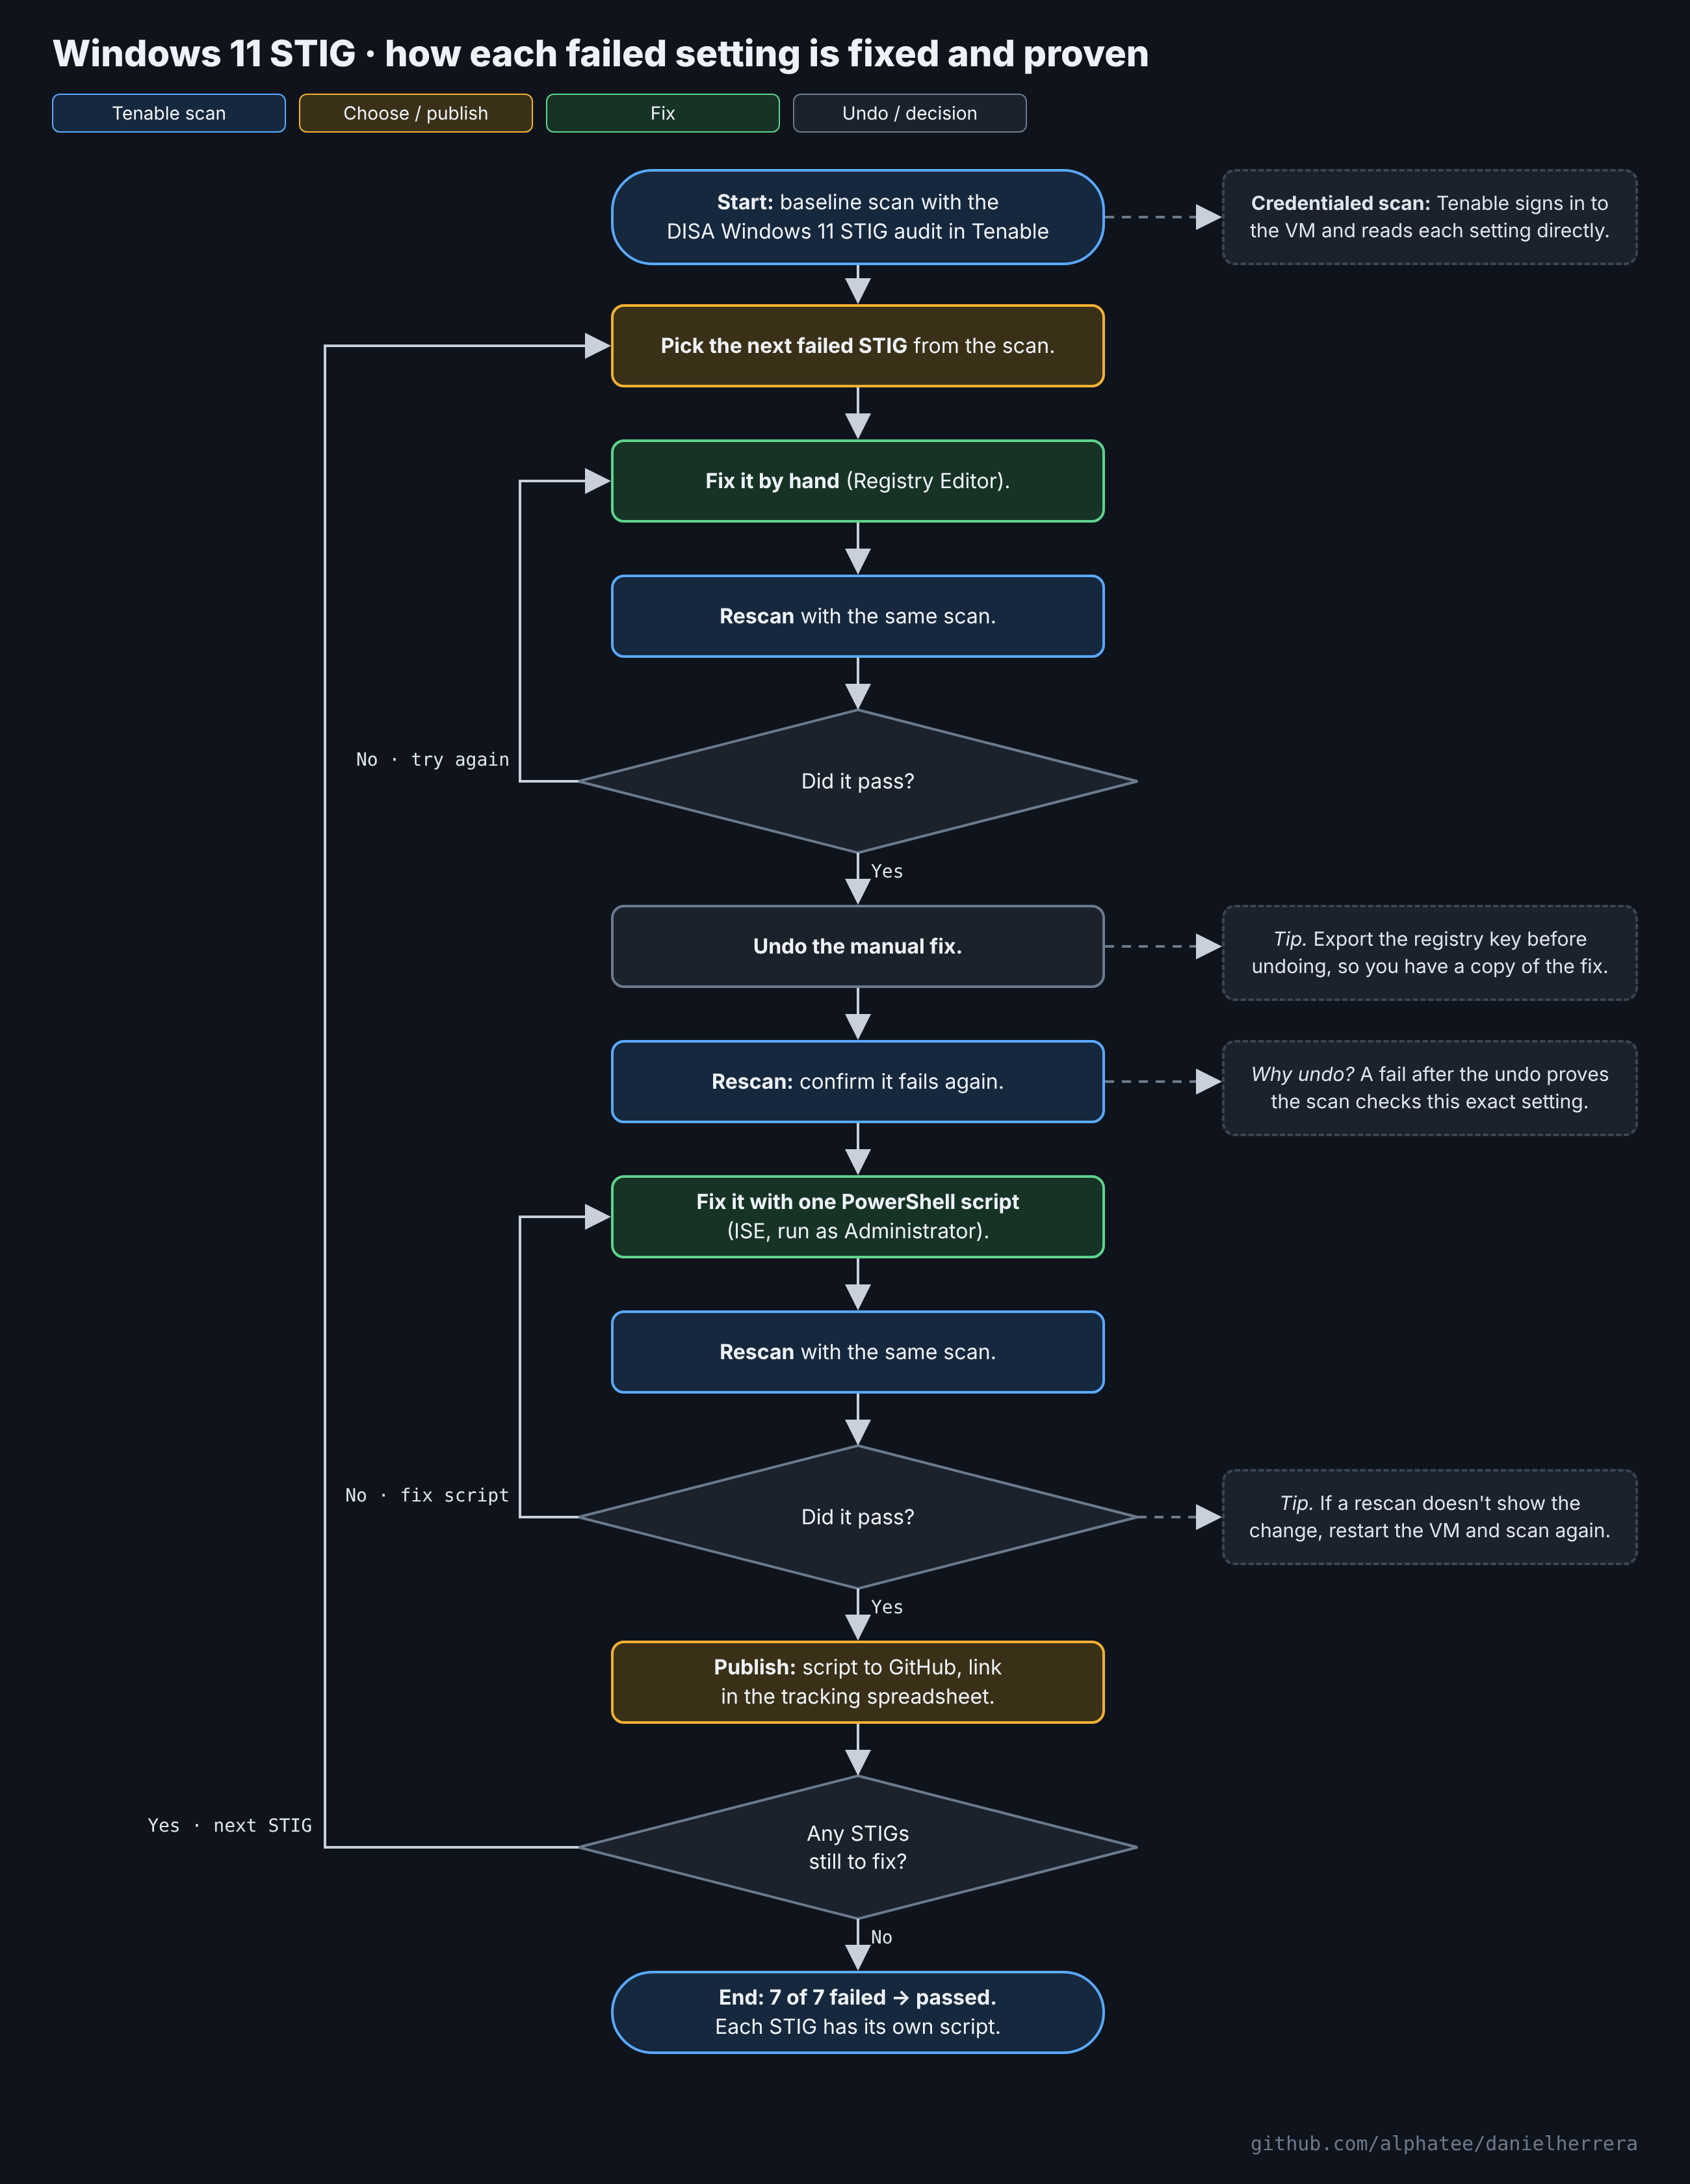 Windows 11 STIG · how each failed setting is fixed and proven
Tenable scan
Choose / publish
Fix
Undo / decision
Start: baseline scan with the
DISA Windows 11 STIG audit in Tenable
Credentialed scan: Tenable signs in to
the VM and reads each setting directly.
Pick the next failed STIG from the scan.
Fix it by hand (Registry Editor).
Rescan with the same scan.
Did it pass?
No · try again
Yes
Undo the manual fix.
Tip. Export the registry key before
undoing, so you have a copy of the fix.
Rescan: confirm it fails again.
Why undo? A fail after the undo proves
the scan checks this exact setting.
Fix it with one PowerShell script
(ISE, run as Administrator).
Rescan with the same scan.
Did it pass?
No · fix script
Tip. If a rescan doesn't show the
change, restart the VM and scan again.
Yes
Publish: script to GitHub, link
in the tracking spreadsheet.
Any STIGs
still to fix?
Yes · next STIG
No
End: 7 of 7 failed → passed.
Each STIG has its own script.
github.com/alphatee/danielherrera